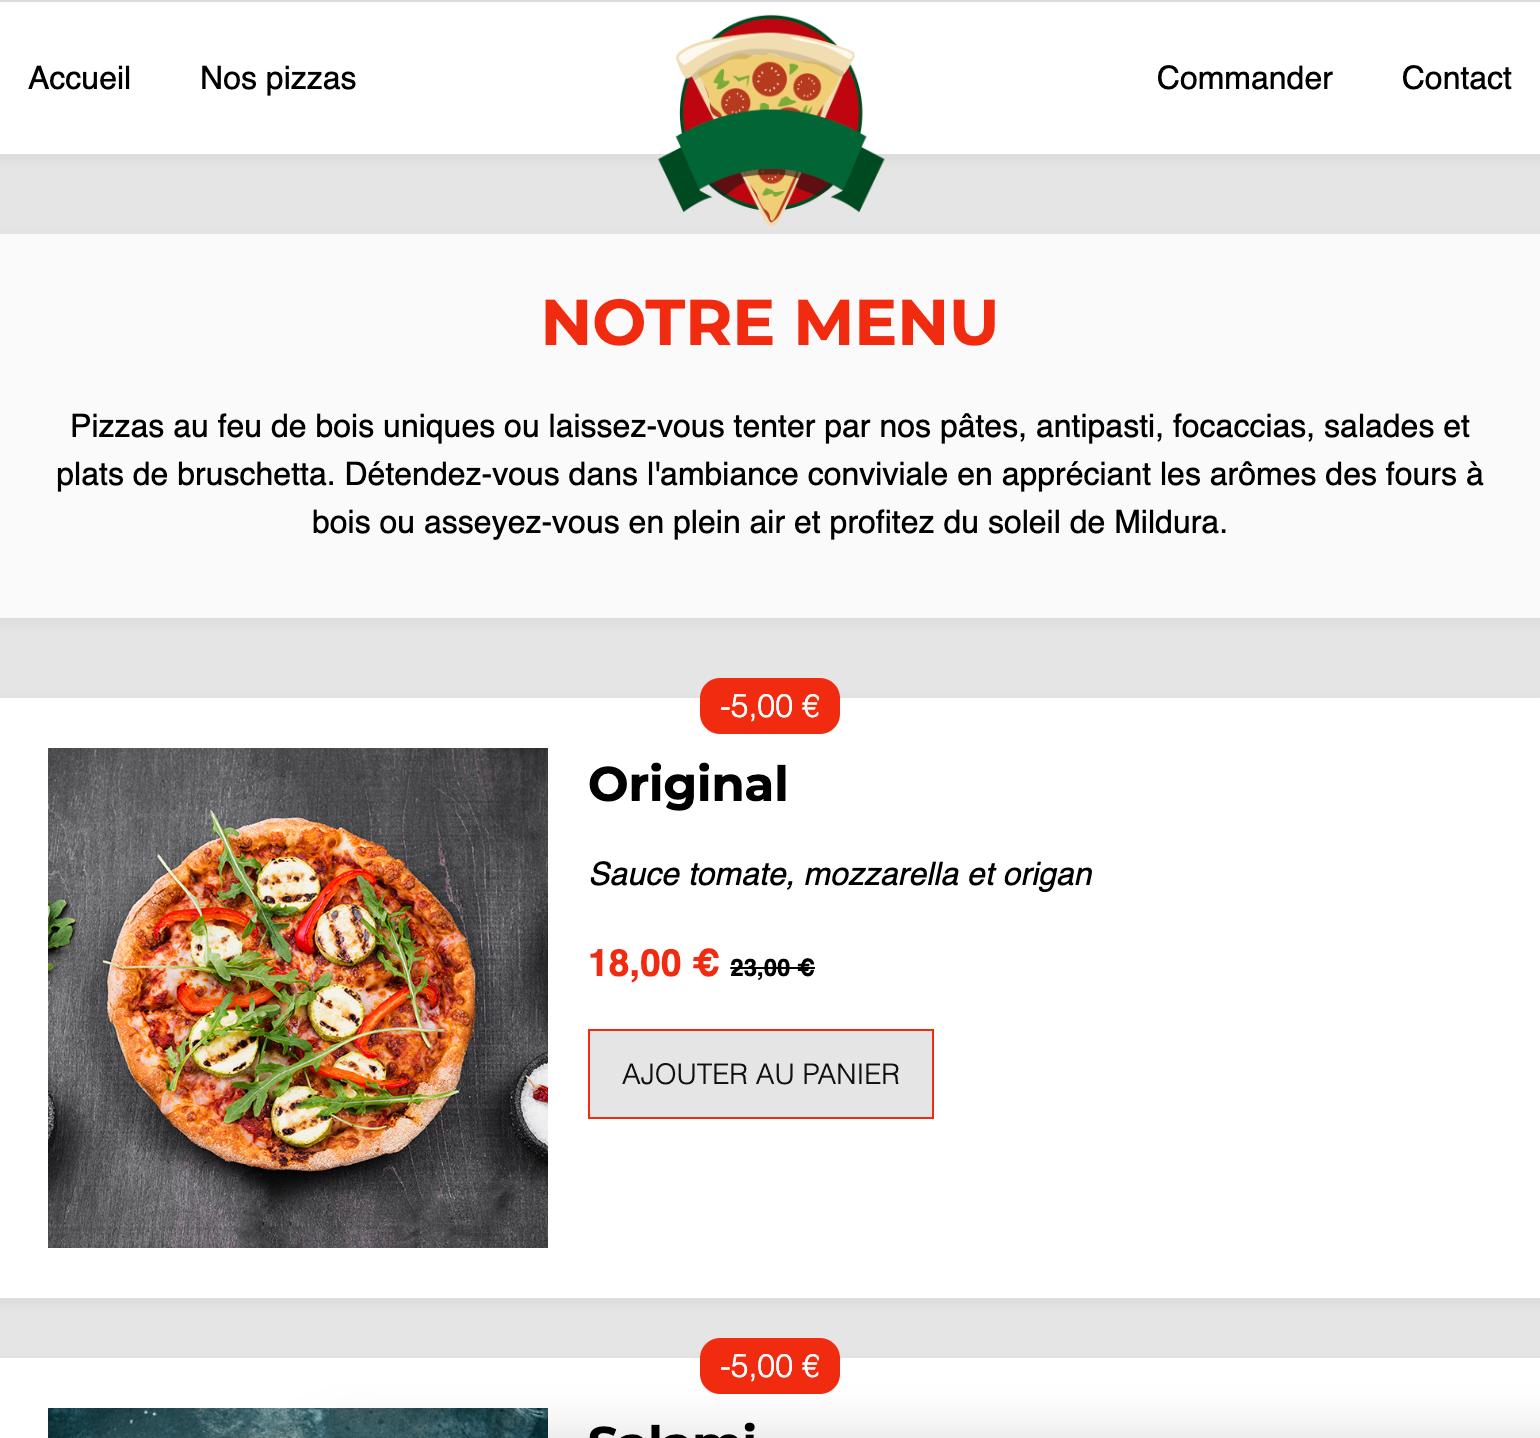 Accueil
Nos pizzas
Commander
Contact
NOTRE MENU
Pizzas au feu de bois uniques ou laissez-vous tenter par nos pâtes, antipasti, focaccias, salades et
plats de bruschetta. Détendez-vous dans l'ambiance conviviale en appréciant les arômes des fours à
bois ou asseyez-vous en plein air et profitez du soleil de Mildura.
-5,00 €
Original
Sauce tomate, mozzarella et origan
18,00 € 23,00 €
AJOUTER AU PANIER
-5,00 €
Salami